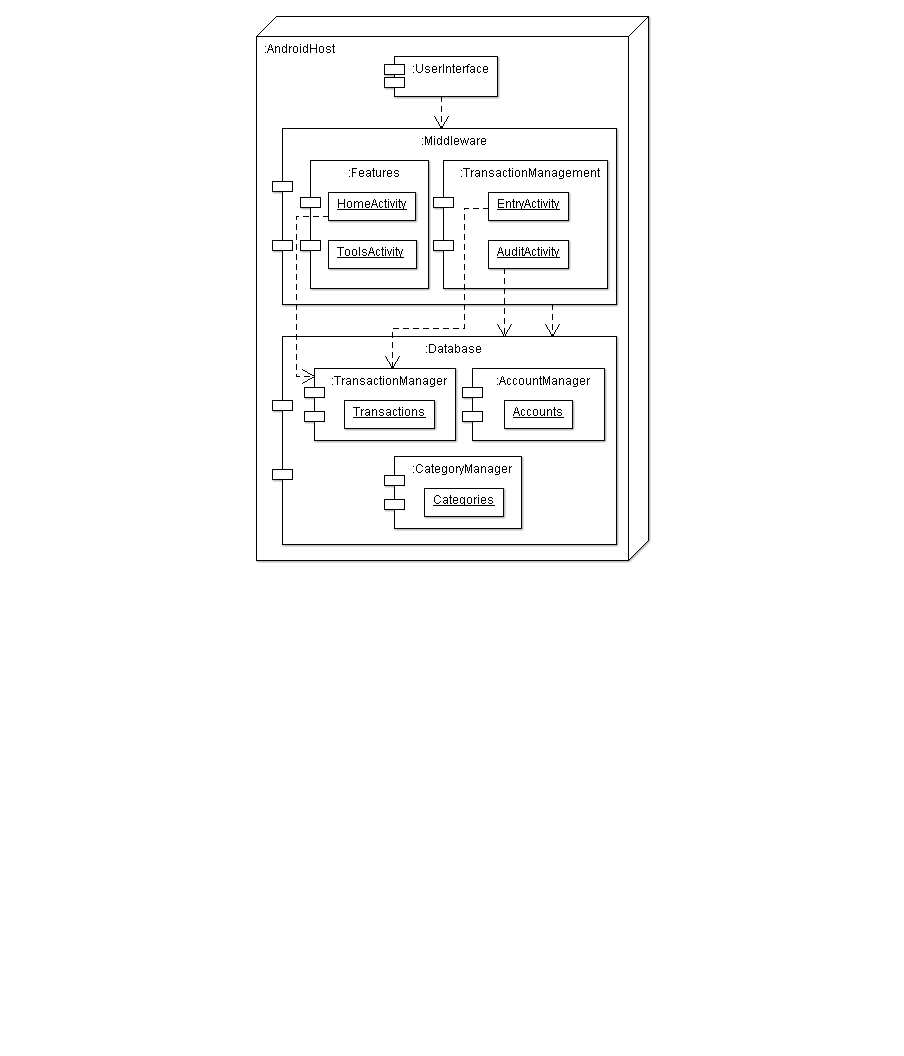 :AndroidHost
:UserInterface
:Middleware
:Features
:TransactionManagement
HomeActivity
EntryActivity
ToolsActivity
AuditActivity
:Database
:TransactionManager
:AccountManager
Transactions
Accounts
:CategoryManager
Categories